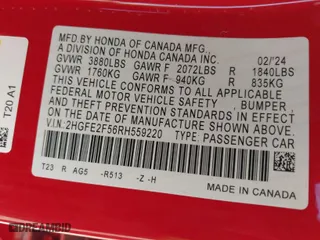 MFD. BY HONDA OF CANADA MFG.,
A DIVISION OF HONDA CANADA INC. 02/'24
GVWR 3880LBS GAWR F 2072LBS R 1840LBS
GVWR 1760KG GAWR F 940KG R 835KG
THIS VEHICLE CONFORMS TO ALL APPLICABLE
FEDERAL MOTOR VEHICLE SAFETY, BUMPER,
AND THEFT PREVENTION STANDARDS IN EFFECT ON
THE DATE OF MANUFACTURE SHOWN ABOVE.
VIN:2HGFE2F56RH559220 TYPE: PASSENGER CAR
T23 R AG5 -R513 -Z -H
MADE IN CANADA
T20 A1
DREAMBID